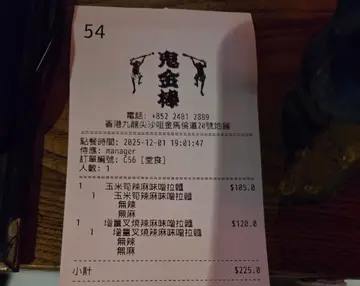 54
鬼金棒
電話: +852 2481 2889
香港九龍尖沙咀金馬倫道20號地舖
點餐時間: 2025-12-01 19:01:47
侍應: manager
訂單編號: C56 [堂食]
人數: 1
1 玉米筍辣麻味噌拉麵 $105.0
1 玉米筍辣麻味噌拉麵
無辣
無麻
1 增量叉燒辣麻味噌拉麵 $120.0
1 增量叉燒辣麻味噌拉麵
無辣
無麻
小計 $225.0